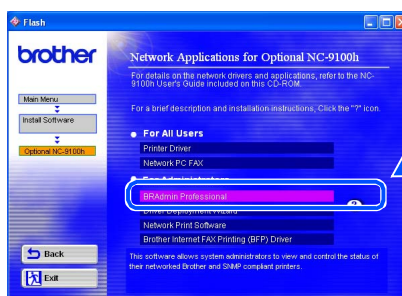 Flash
brother
Network Applications for Optional NC-9100h
For details on the network drivers and applications, refer to the NC-
9100h User's Guide included on this CD-ROM.
For a brief description and installation instructions, Click the "?" icon.
Main Menu
Install Software
Optional NC-9100h
For All Users
Printer Driver
Network PC FAX
For Administrators
BRAdmin Professional
?
Driver Deployment Wizard
Network Print Software
Brother Internet FAX Printing (BFP) Driver
This software allows system administrators to view and control the status of
their networked Brother and SNMP compliant printers.
Back
Exit